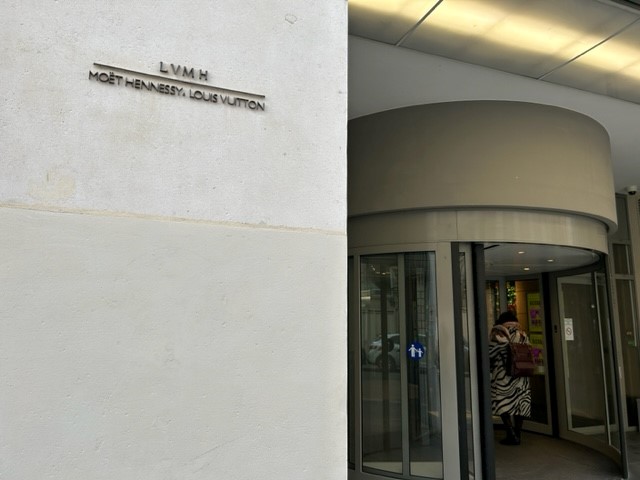 LVMH
MOËT HENNESSY. LOUIS VUITTON